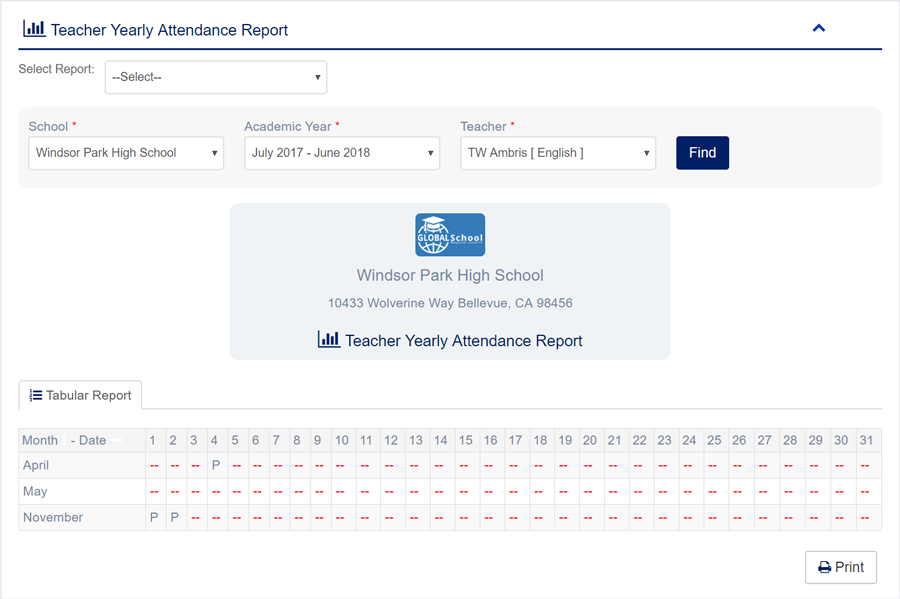 Teacher Yearly Attendance Report
Select Report: --Select--
School * Academic Year * Teacher *
Windsor Park High School July 2017 - June 2018 TW Ambris [ English ] Find
GLOBAL School
Windsor Park High School
10433 Wolverine Way Bellevue, CA 98456
Teacher Yearly Attendance Report
Tabular Report
Month - Date 1 2 3 4 5 6 7 8 9 10 11 12 13 14 15 16 17 18 19 20 21 22 23 24 25 26 27 28 29 30 31
April -- -- -- P -- -- -- -- -- -- -- -- -- -- -- -- -- -- -- -- -- -- -- -- -- -- -- -- -- -- --
May -- -- -- -- -- -- -- -- -- -- -- -- -- -- -- -- -- -- -- -- -- -- -- -- -- -- -- -- -- -- --
November P P -- -- -- -- -- -- -- -- -- -- -- -- -- -- -- -- -- -- -- -- -- -- -- -- -- -- -- -- --
Print